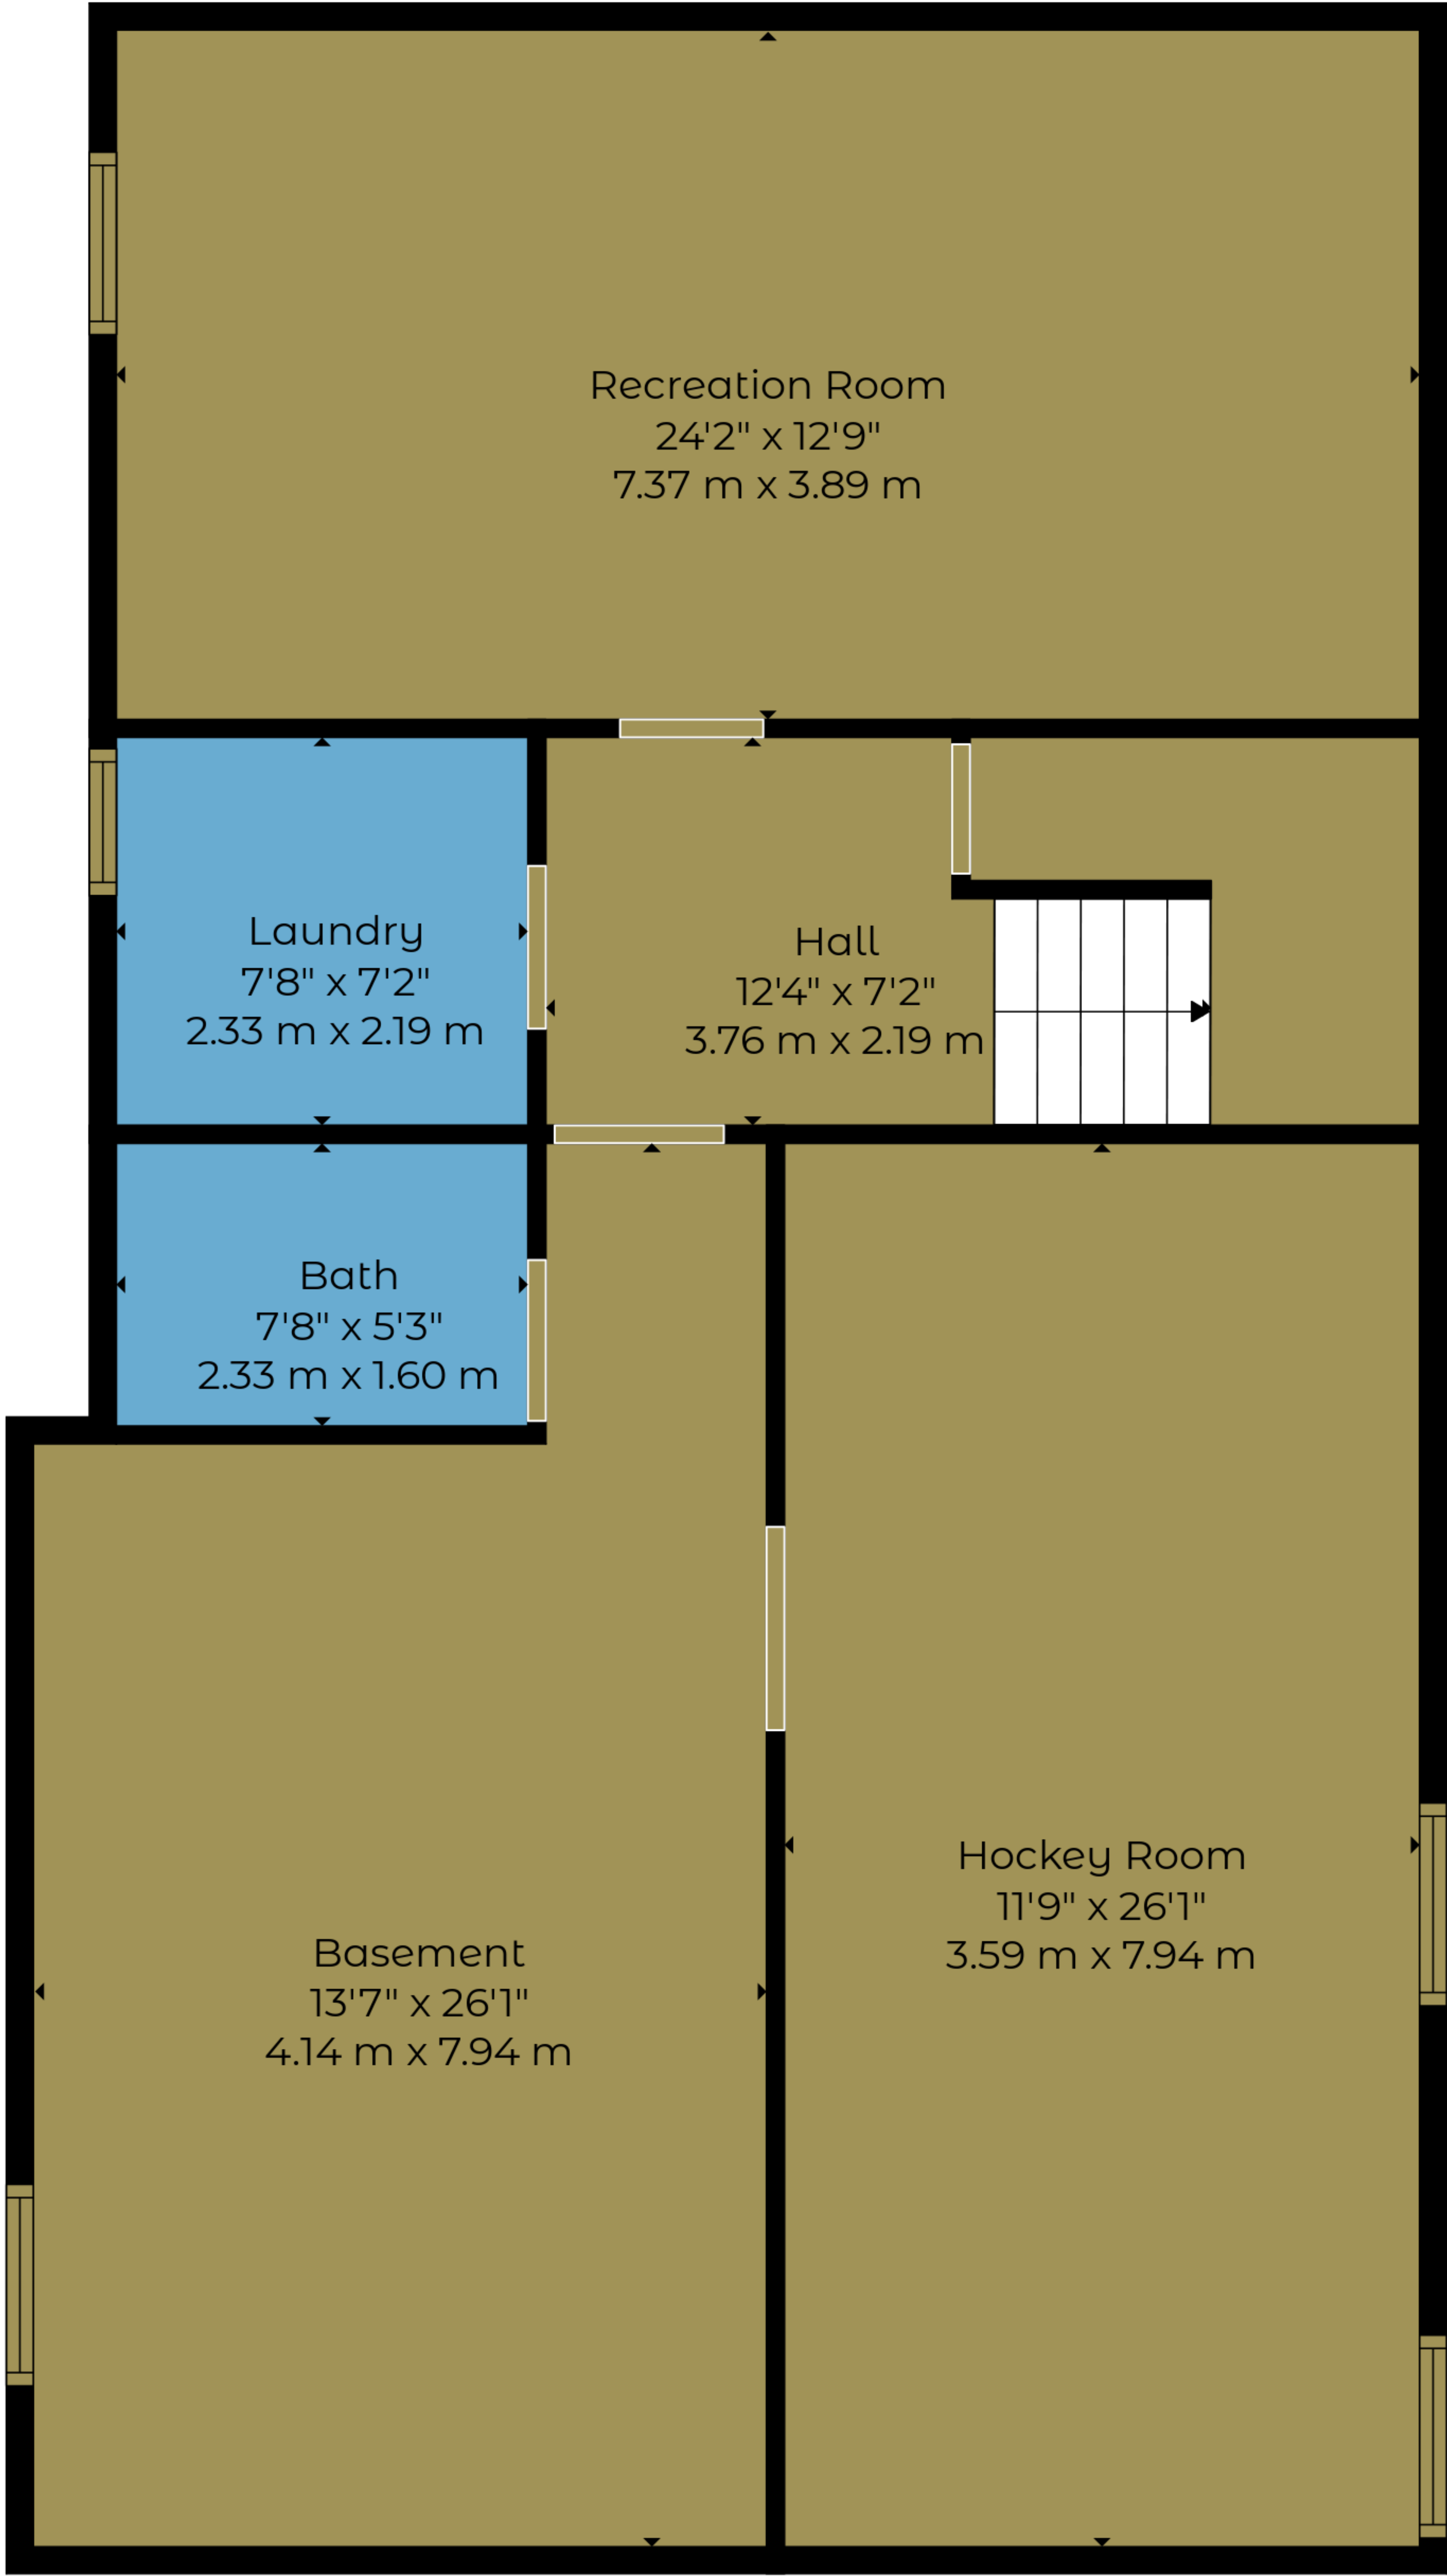 Recreation Room
24'2" x 12'9"
7.37 m x 3.89 m
Laundry
7'8" x 7'2"
2.33 m x 2.19 m
Hall
12'4" x 7'2"
3.76 m x 2.19 m
Bath
7'8" x 5'3"
2.33 m x 1.60 m
Hockey Room
11'9" x 26'1"
3.59 m x 7.94 m
Basement
13'7" x 26'1"
4.14 m x 7.94 m